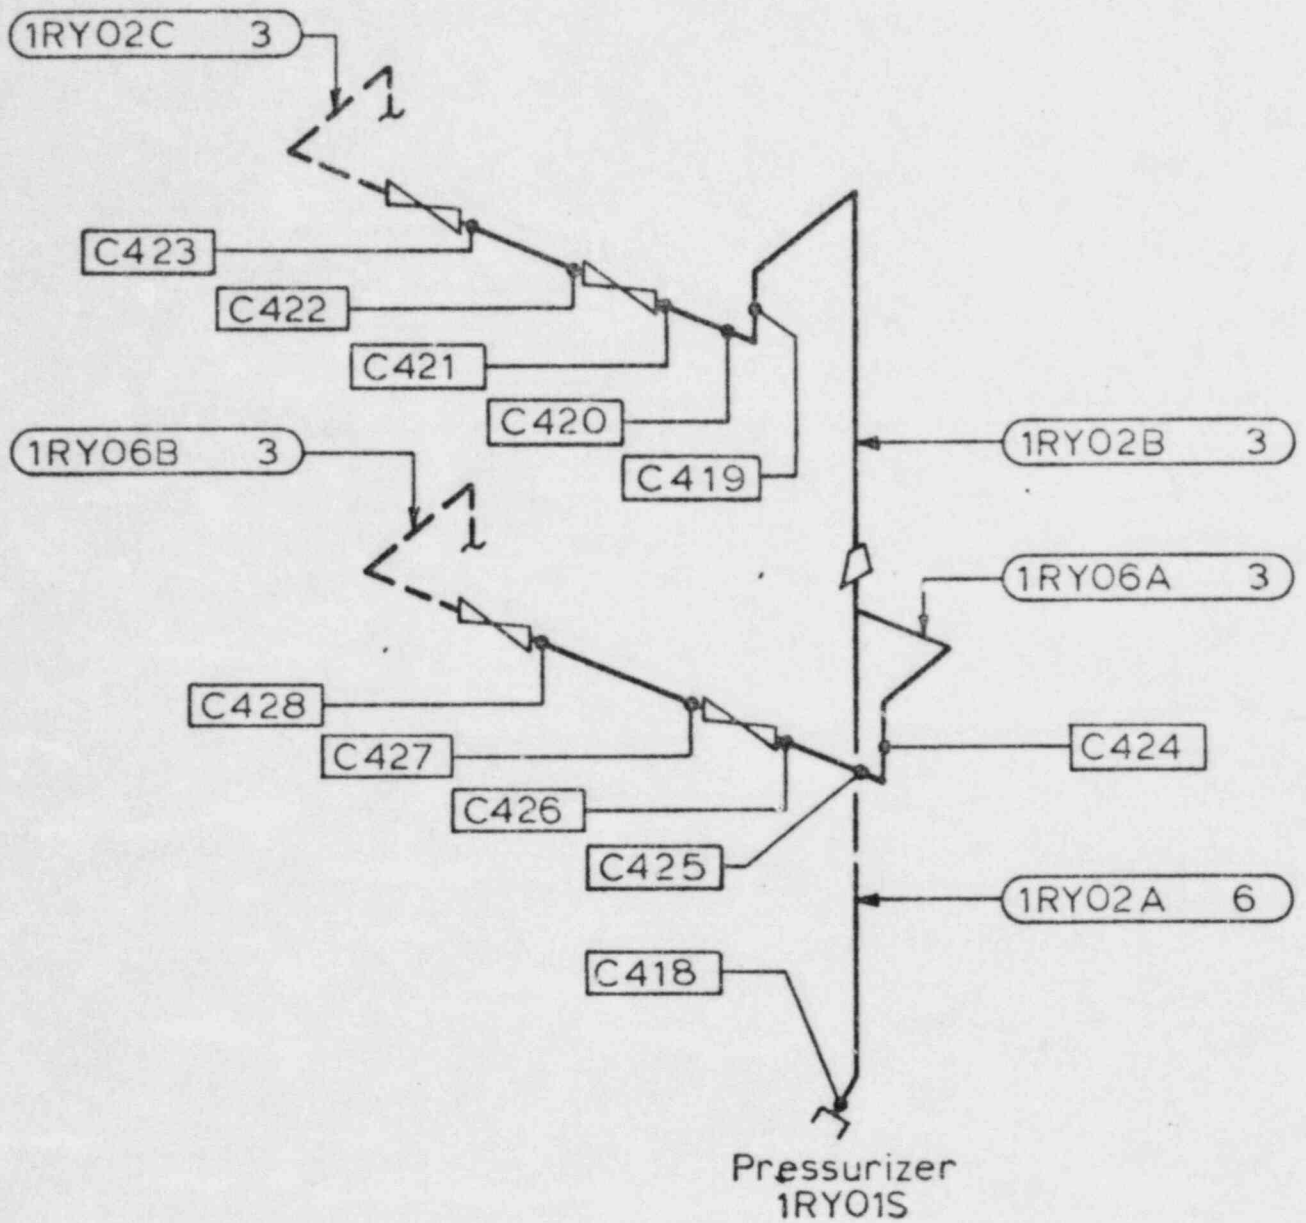 1RY02C 3
C423
C422
C421
C420
C419
1RY06B 3
1RY02B 3
1RY06A 3
C428
C427
C426
C425
C424
1RY02A 6
C418
Pressurizer
1RY01S